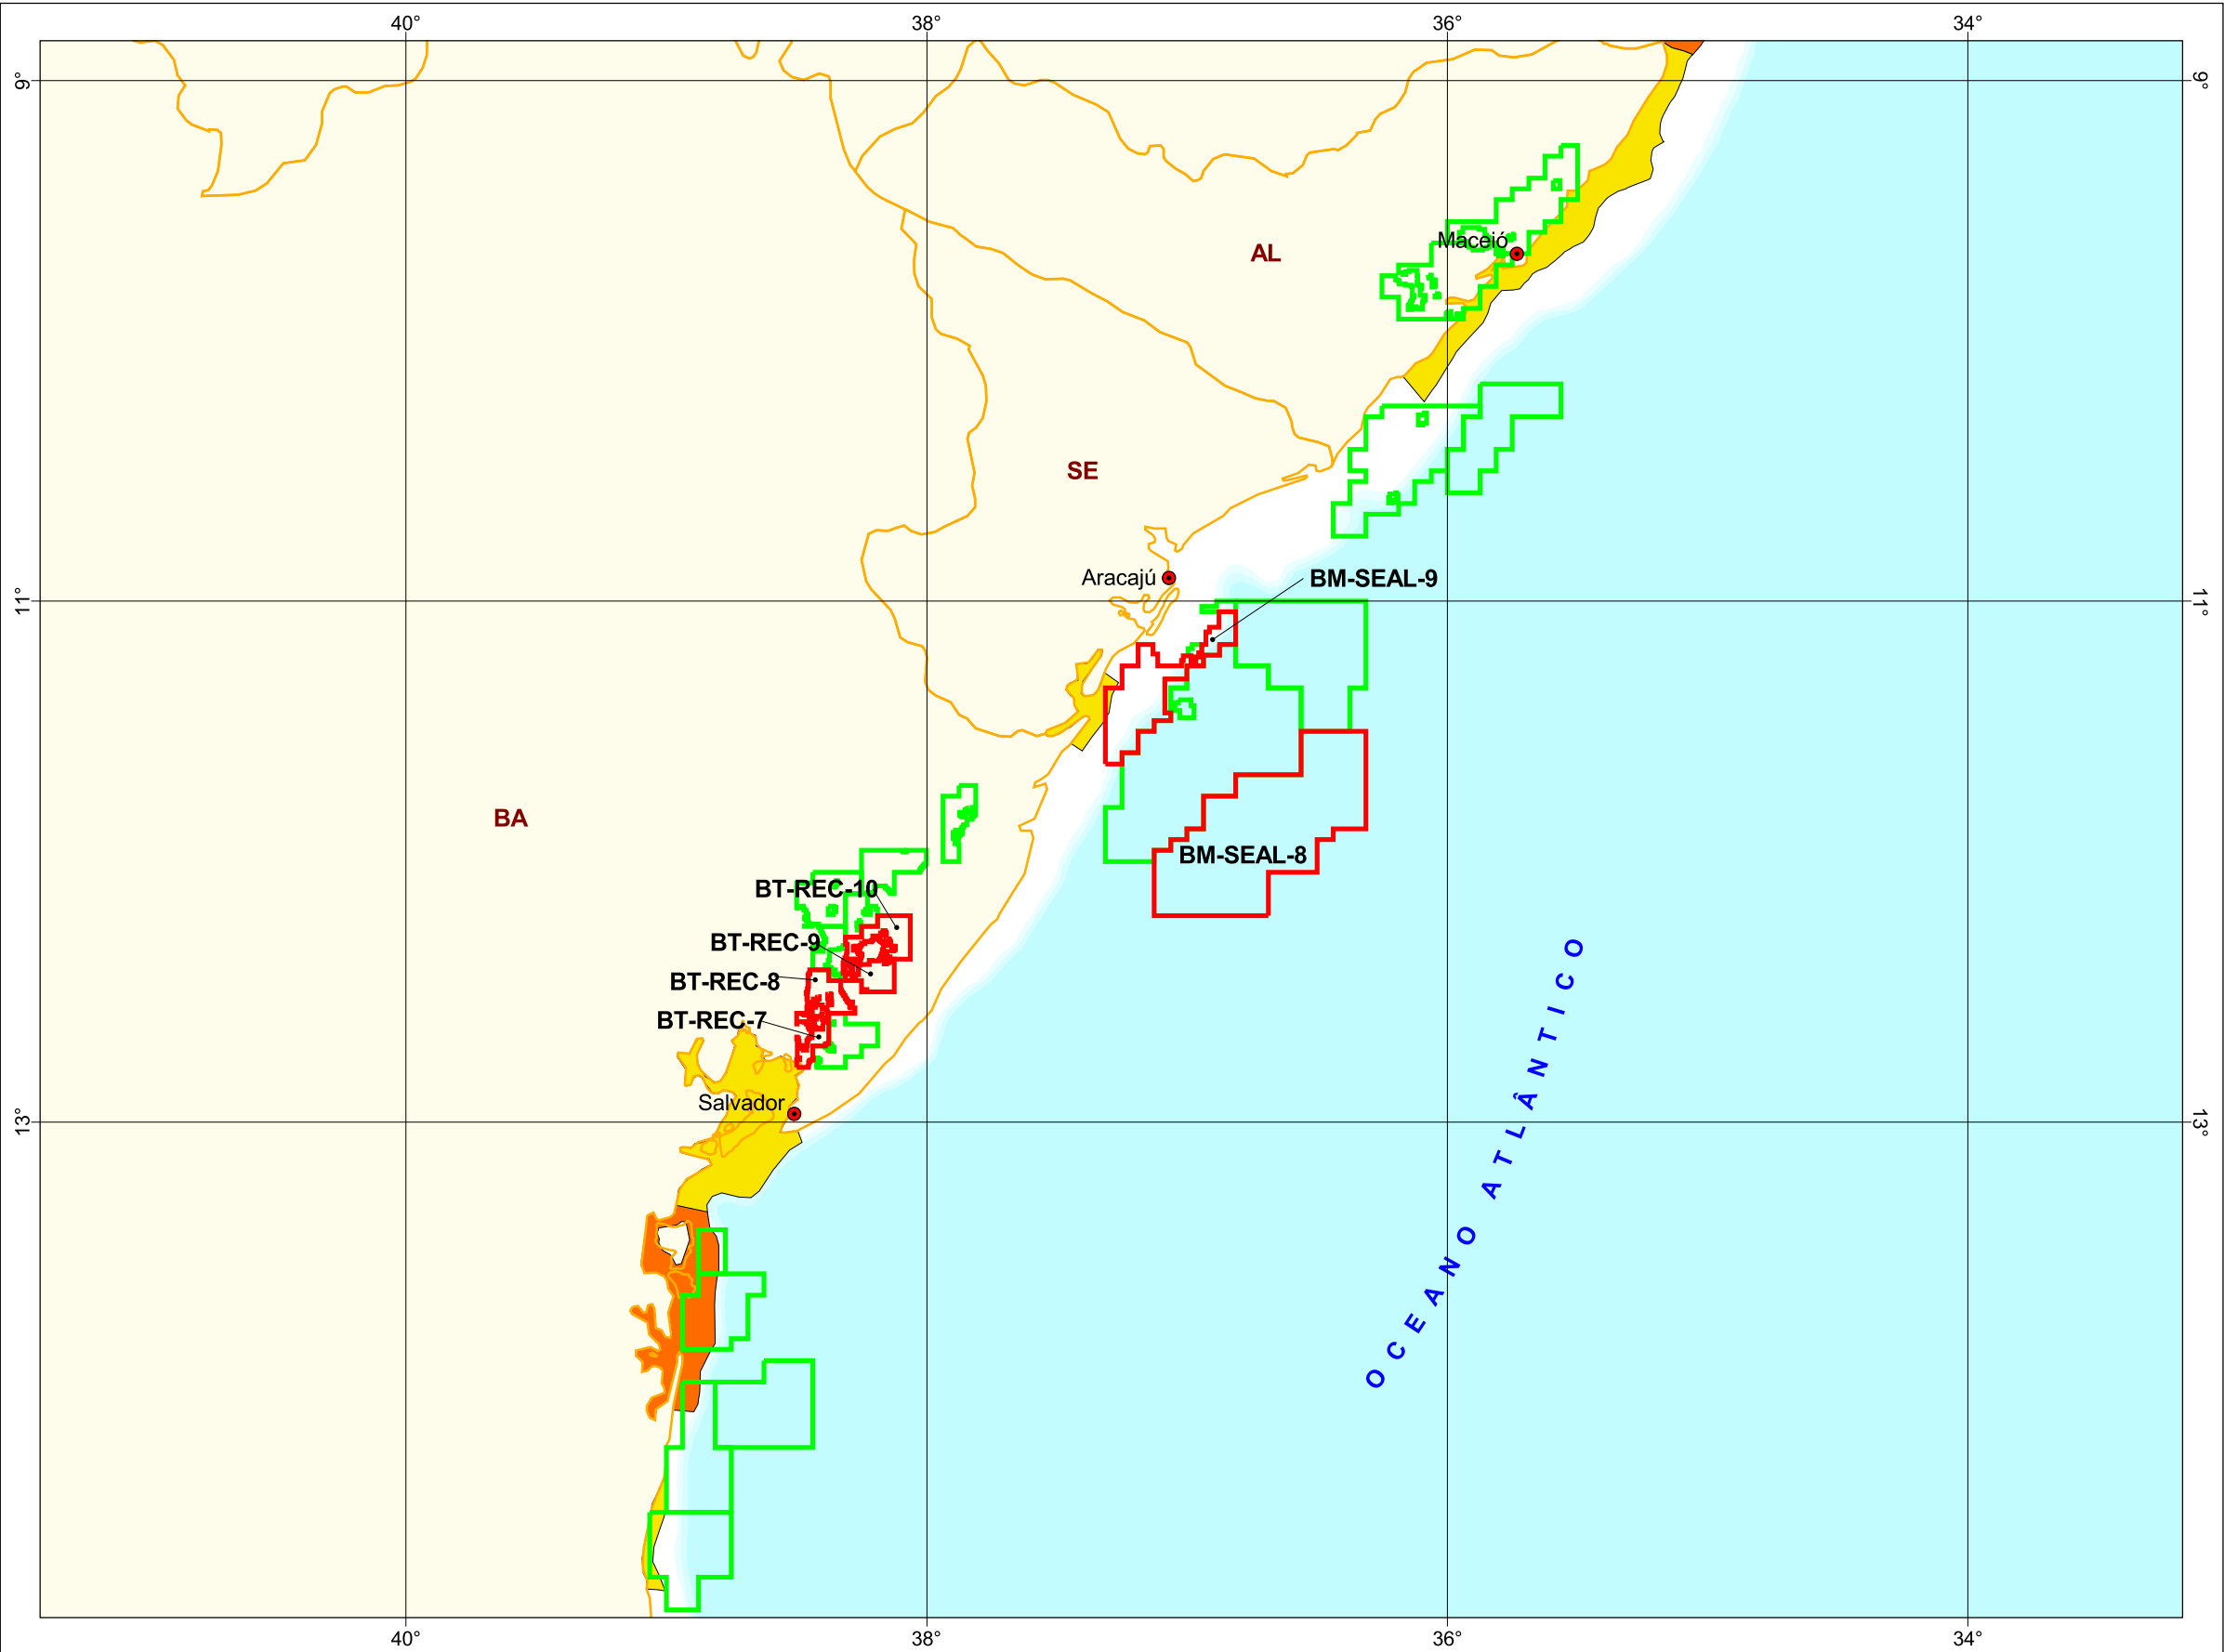 40° 38° 36° 34°
9° 9°
Maceió
AL
SE
Aracajú
BM-SEAL-9
11° 11°
BA
BM-SEAL-8
BT-REC-10
BT-REC-9
BT-REC-8
BT-REC-7
OCEANO ATLÂNTICO
Salvador
13° 13°
40° 38° 36° 34°